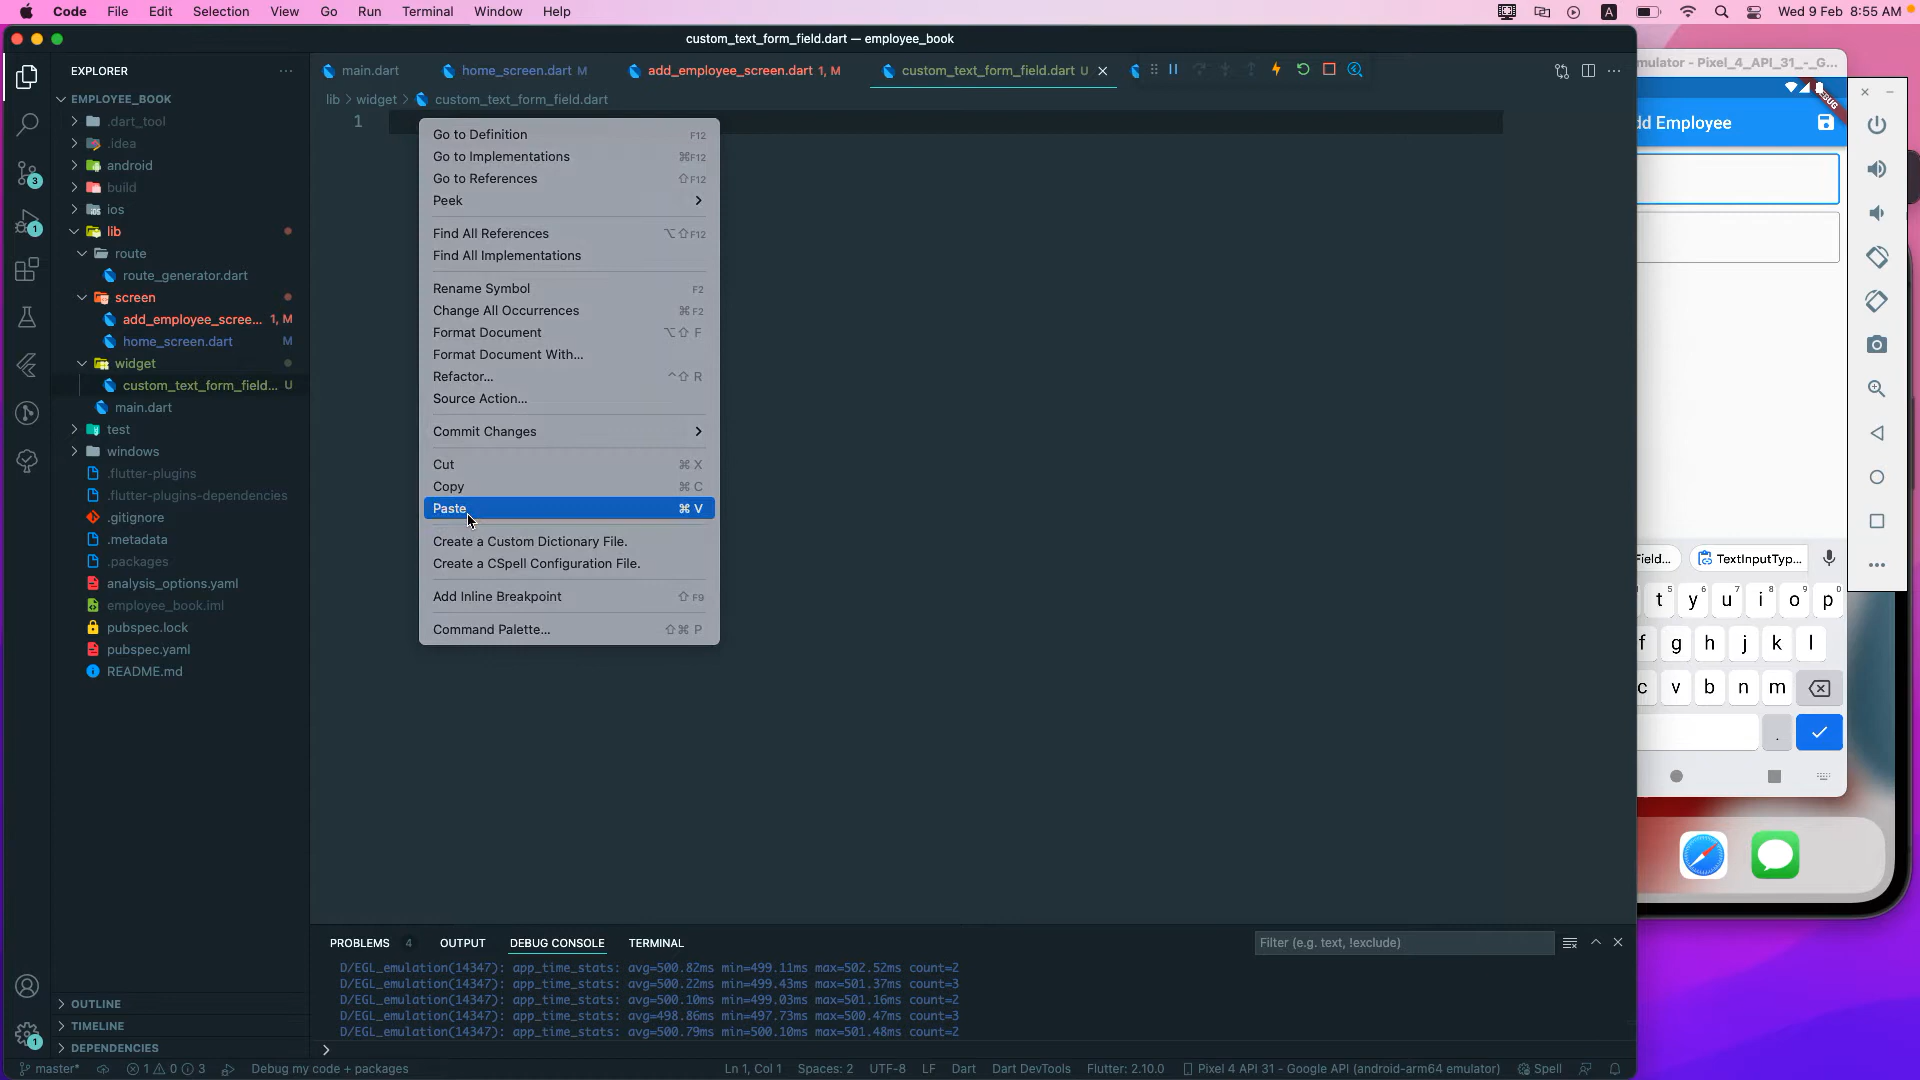 Code File Edit Selection View Go Run Terminal Window Help
A
Wed 9 Feb 8:55 AM
custom_text_form_field.dart — employee_book
EXPLORER
EMPLOYEE_BOOK
.dart_tool
.idea
android
build
ios
lib
route
route_generator.dart
screen
add_employee_scree... 1, M
home_screen.dart M
widget
custom_text_form_field... U
main.dart
test
windows
.flutter-plugins
.flutter-plugins-dependencies
.gitignore
.metadata
.packages
analysis_options.yaml
employee_book.iml
pubspec.lock
pubspec.yaml
README.md
OUTLINE
TIMELINE
DEPENDENCIES
3
1
1
main.dart
home_screen.dart M
add_employee_screen.dart 1, M
custom_text_form_field.dart U
lib > widget > custom_text_form_field.dart
1
Go to Definition F12
Go to Implementations ⌘F12
Go to References ⇧F12
Peek
Find All References ⌥⇧F12
Find All Implementations
Rename Symbol F2
Change All Occurrences ⌘F2
Format Document ⌥⇧ F
Format Document With...
Refactor... ^⇧ R
Source Action...
Commit Changes
Cut ⌘ X
Copy ⌘ C
Paste ⌘ V
Create a Custom Dictionary File.
Create a CSpell Configuration File.
Add Inline Breakpoint ⇧F9
Command Palette... ⇧⌘ P
PROBLEMS 4 OUTPUT DEBUG CONSOLE TERMINAL
Filter (e.g. text, !exclude)
D/EGL_emulation(14347): app_time_stats: avg=500.82ms min=499.11ms max=502.52ms count=2
D/EGL_emulation(14347): app_time_stats: avg=500.22ms min=499.43ms max=501.37ms count=3
D/EGL_emulation(14347): app_time_stats: avg=500.10ms min=499.03ms max=501.16ms count=2
D/EGL_emulation(14347): app_time_stats: avg=498.86ms min=497.73ms max=500.47ms count=3
D/EGL_emulation(14347): app_time_stats: avg=500.79ms min=500.10ms max=501.48ms count=2
>
master* 1 0 3 Debug my code + packages
Ln 1, Col 1 Spaces: 2 UTF-8 LF Dart Dart DevTools Flutter: 2.10.0 Pixel 4 API 31 - Google API (android-arm64 emulator) Spell
mulator - Pixel_4_API_31_-_G...
DEBUG
dd Employee
Field... TextInputTyp...
t 5 y 6 u 7 i 8 o 9 p 0
f g h j k l
c v b n m
.